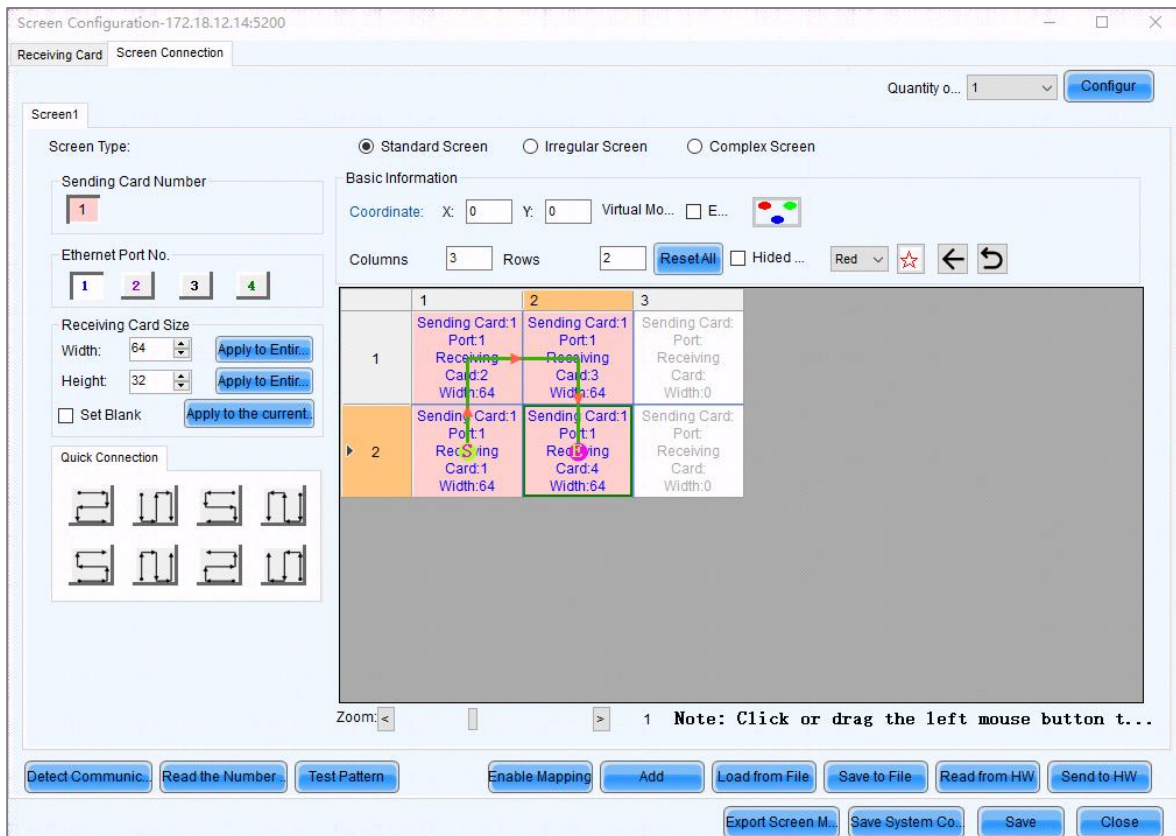 Screen Configuration-172.18.12.14:5200
Receiving Card Screen Connection
Quantity o... 1 Configur
Screen1
Screen Type: Standard Screen Irregular Screen Complex Screen
Sending Card Number
1
Basic Information
Coordinate: X: 0 Y: 0 Virtual Mo... E...
Ethernet Port No.
1 2 3 4
Columns 3 Rows 2 Reset All Hided ... Red
Receiving Card Size
Width: 64 Apply to Entir...
Height: 32 Apply to Entir...
Set Blank Apply to the current.
Quick Connection
1 2 3
1
Sending Card:1
Port:1
Receiving
Card:2
Width:64
Sending Card:1
Port:1
Receiving
Card:3
Width:64
Sending Card:
Port:
Receiving
Card:
Width:0
2
Sending Card:1
Port:1
Receiving
Card:1
Width:64
S
Sending Card:1
Port:1
Receiving
Card:4
Width:64
E
Sending Card:
Port:
Receiving
Card:
Width:0
Zoom: < > 1 Note: Click or drag the left mouse button t...
Detect Communic... Read the Number .. Test Pattern Enable Mapping Add Load from File Save to File Read from HW Send to HW
Export Screen M... Save System Co... Save Close